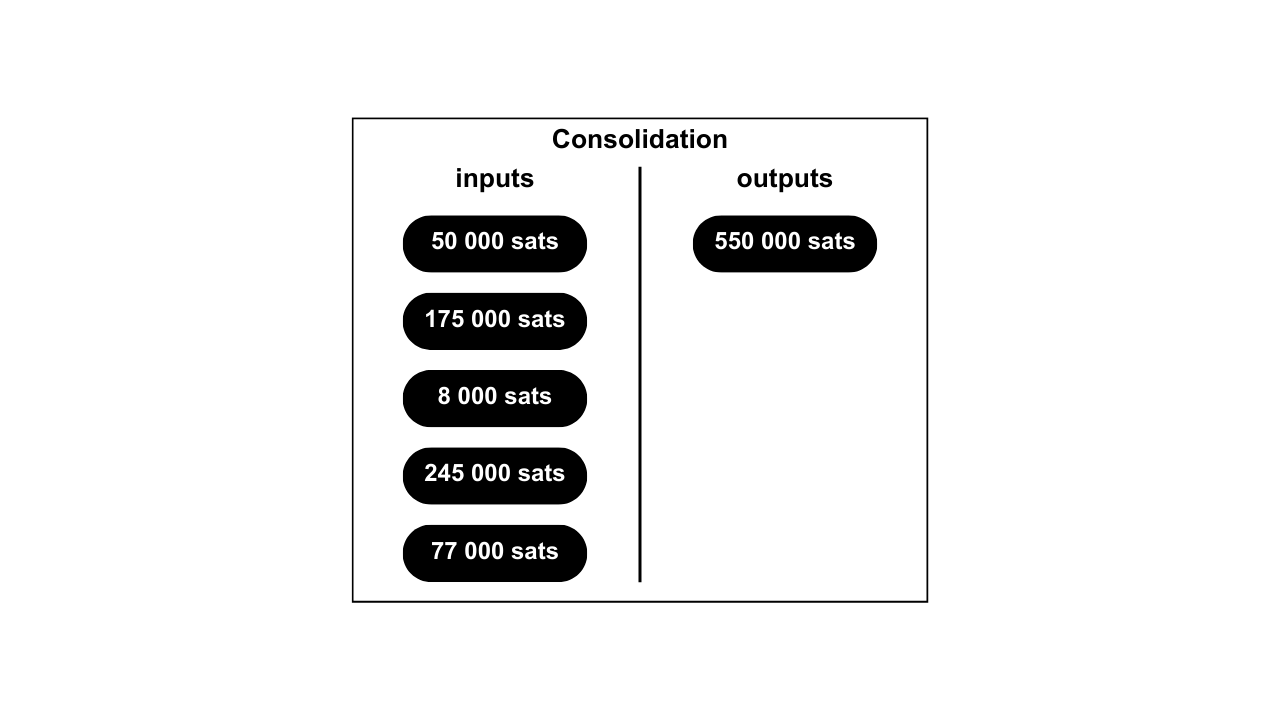 Consolidation
inputs
outputs
50 000 sats
550 000 sats
175 000 sats
8 000 sats
245 000 sats
77 000 sats